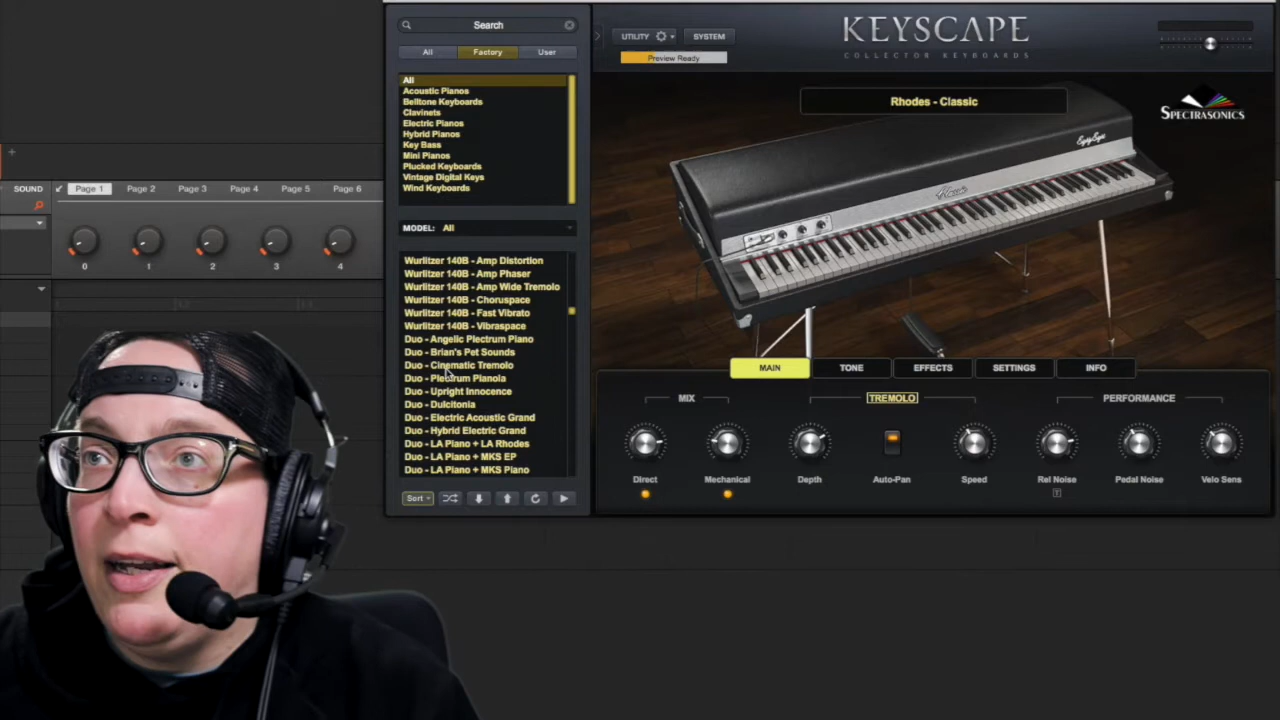 Search
All
Factory
User
All
Acoustic Pianos
Belltone Keyboards
Clavinets
Electric Pianos
Hybrid Pianos
Key Bass
Mini Pianos
Plucked Keyboards
Vintage Digital Keys
Wind Keyboards
MODEL: All
Wurlitzer 140B - Amp Distortion
Wurlitzer 140B - Amp Phaser
Wurlitzer 140B - Amp Wide Tremolo
Wurlitzer 140B - Choruspace
Wurlitzer 140B - Fast Vibrato
Wurlitzer 140B - Vibraspace
Duo - Angelic Plectrum Piano
Duo - Brian's Pet Sounds
Duo - Cinematic Tremolo
Duo - Plectrum Pianola
Duo - Upright Innocence
Duo - Dulcitonia
Duo - Electric Acoustic Grand
Duo - Hybrid Electric Grand
Duo - LA Piano + LA Rhodes
Duo - LA Piano + MKS EP
Duo - LA Piano + MKS Piano
Sort
UTILITY
SYSTEM
Preview Ready
KEYSCAPE
COLLECTOR KEYBOARDS
Rhodes - Classic
SPECTRASONICS
EightyEight
MAIN
TONE
EFFECTS
SETTINGS
INFO
MIX
TREMOLO
PERFORMANCE
Direct
Mechanical
Depth
Auto-Pan
Speed
Rel Noise
Pedal Noise
Velo Sens
T
SOUND
Page 1
Page 2
Page 3
Page 4
Page 5
Page 6
0
1
2
3
4